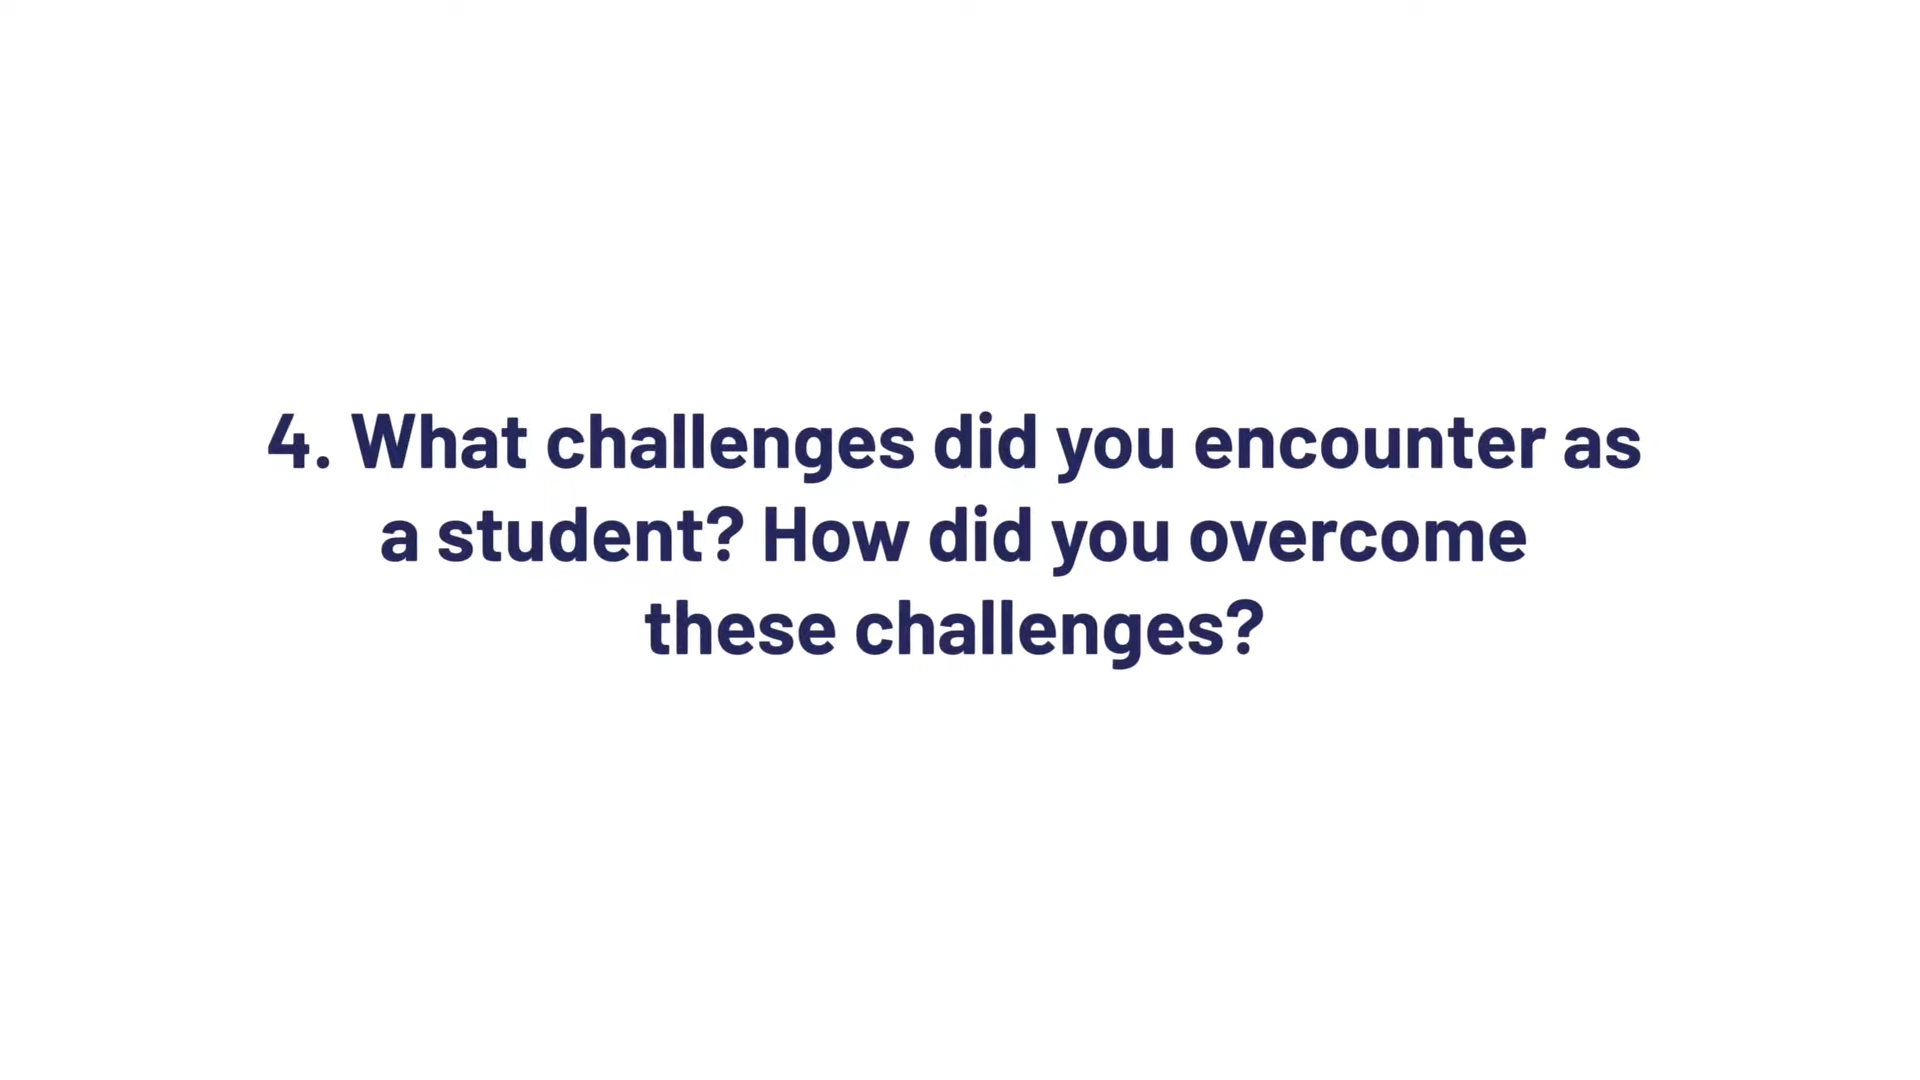 4. What challenges did you encounter as
a student? How did you overcome
these challenges?